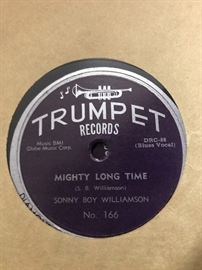 TRUMPET
RECORDS
Music BMI
Globe Music Corp.
DRC-88
(Blues Vocal)
MIGHTY LONG TIME
(S. B. Williamson)
SONNY BOY WILLIAMSON
No. 166